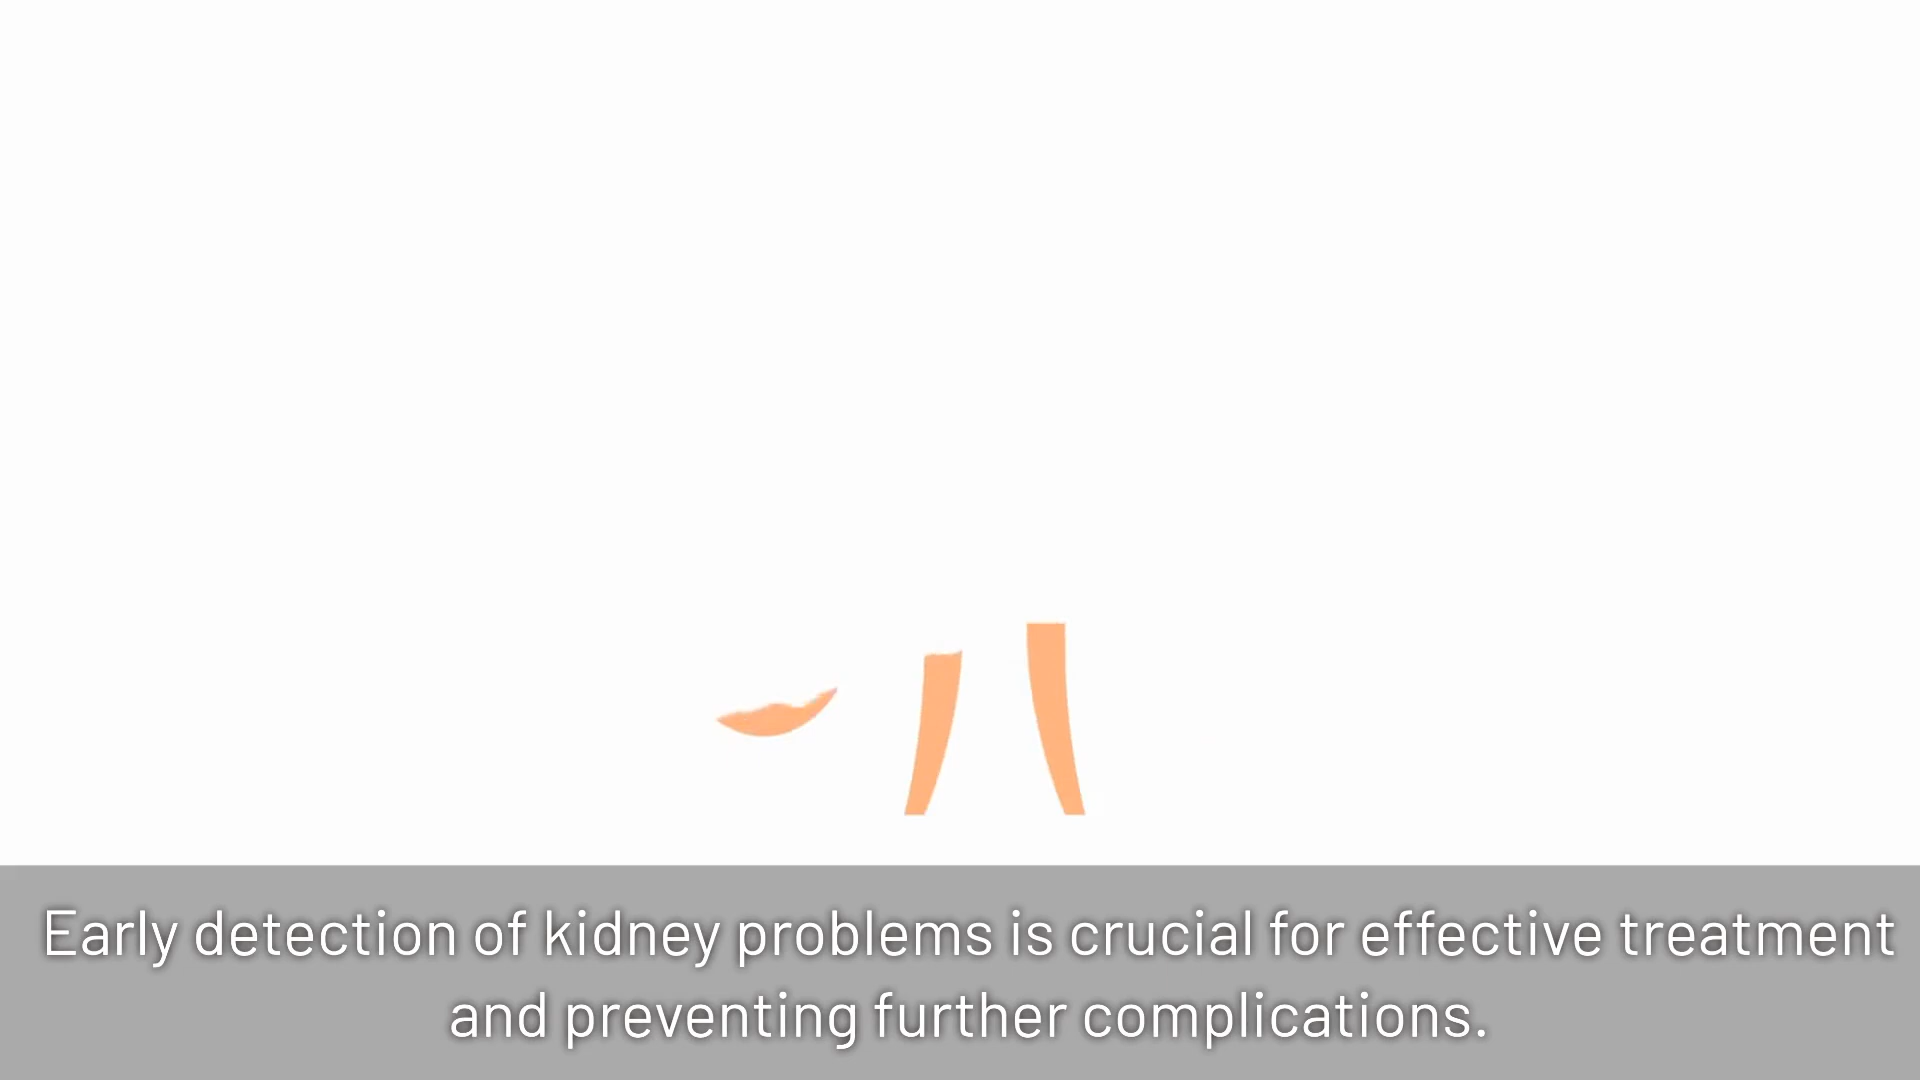 Early detection of kidney problems is crucial for effective treatment
and preventing further complications.